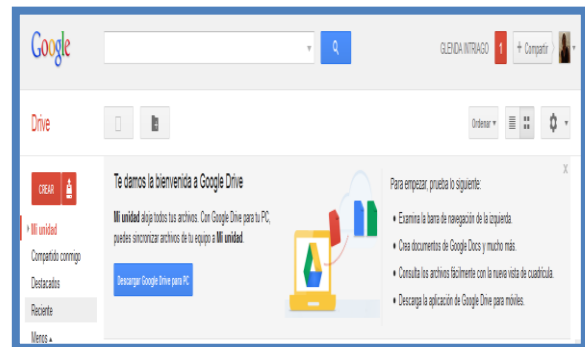 Google
GLENDA INTRIAGO 1 + Compartir
Drive
Ordenar
CREAR
Mi unidad
Compartido conmigo
Destacados
Reciente
Menos
Te damos la bienvenida a Google Drive
Mi unidad aloja todos tus archivos. Con Google Drive para tu PC,
puedes sincronizar archivos de tu equipo a Mi unidad.
Descargar Google Drive para PC
x
Para empezar, prueba lo siguiente:
• Examina la barra de navegación de la izquierda.
• Crea documentos de Google Docs y mucho más.
• Consulta los archivos fácilmente con la nueva vista de cuadrícula.
• Descarga la aplicación de Google Drive para móviles.